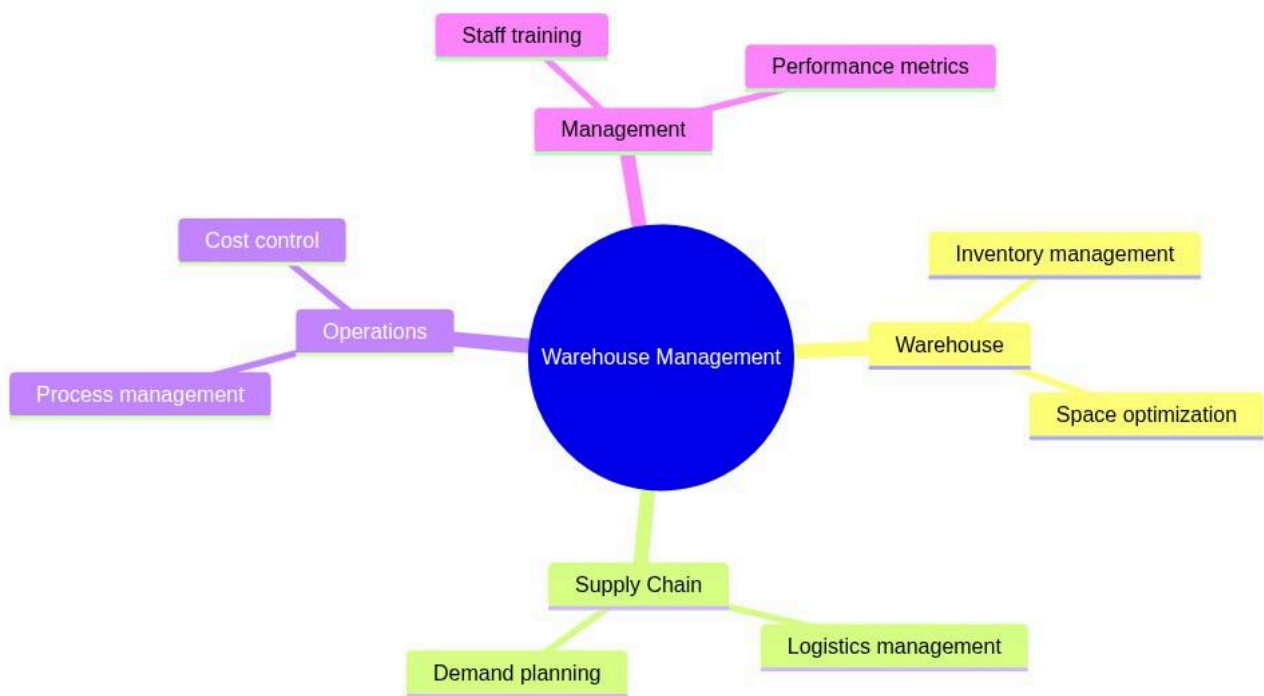 Staff training
Performance metrics
Management
Cost control
Inventory management
Operations
Warehouse
Warehouse Management
Process management
Space optimization
Supply Chain
Logistics management
Demand planning